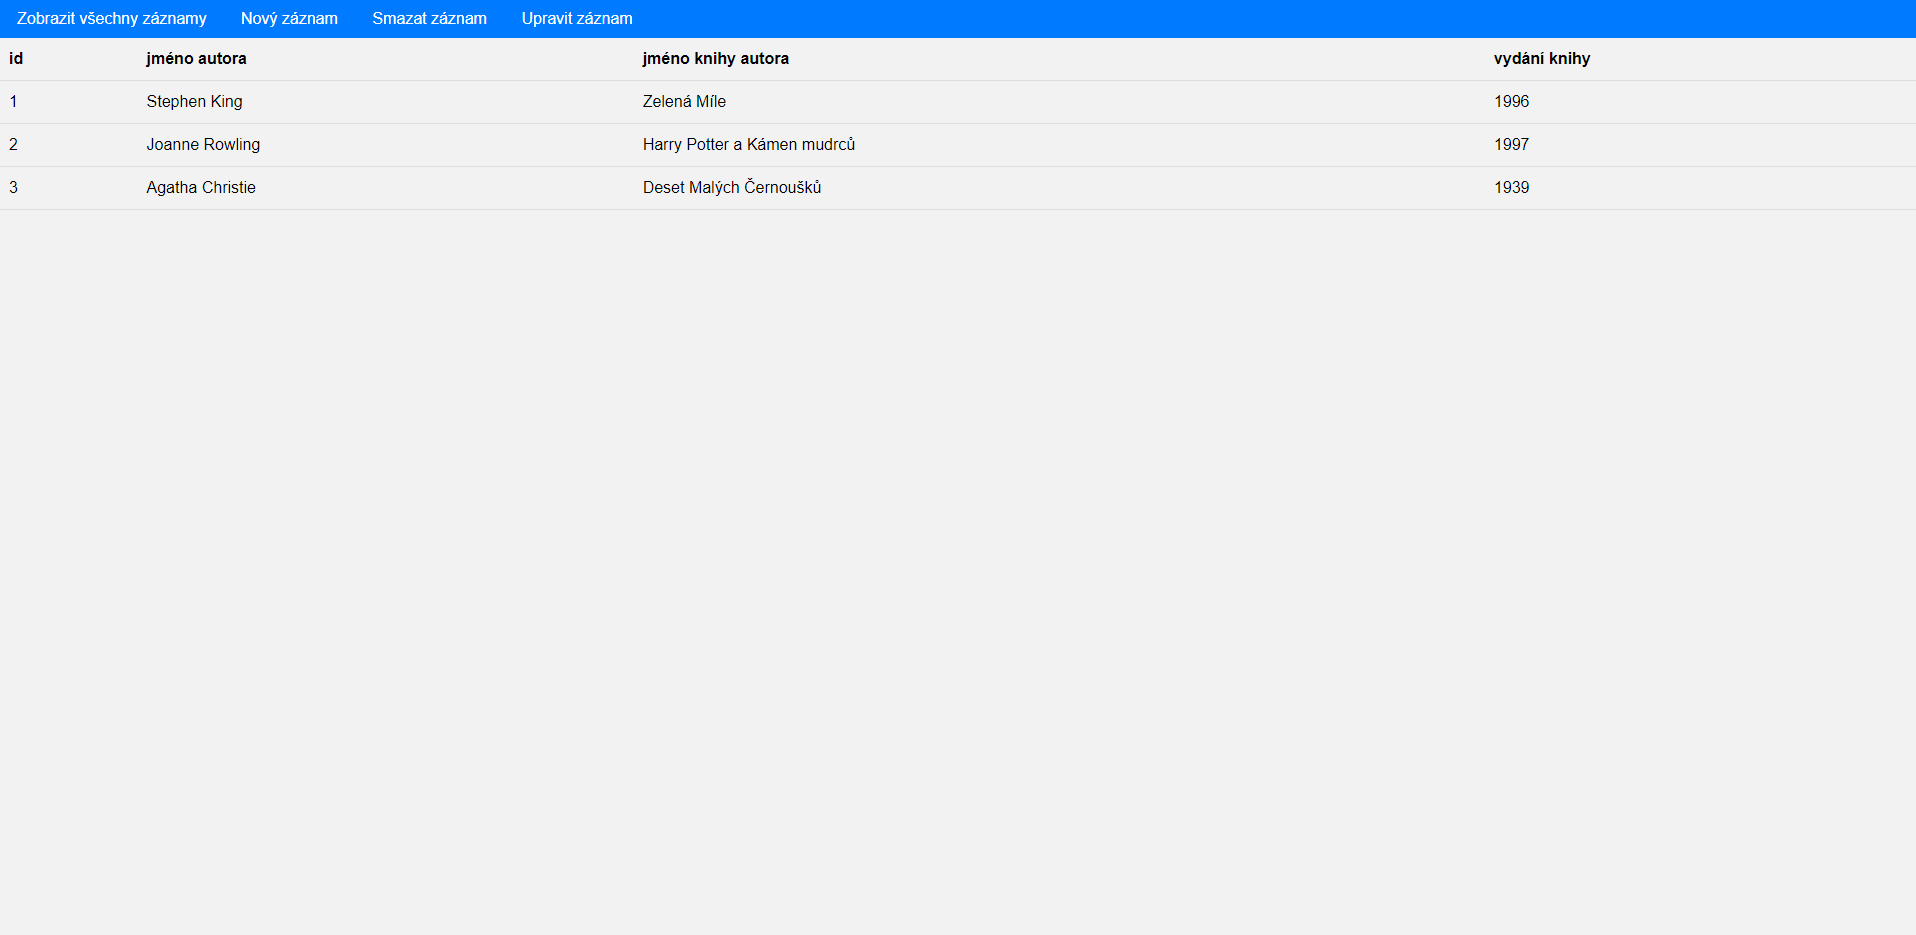 Zobrazit všechny záznamy Nový záznam Smazat záznam Upravit záznam
id jméno autora jméno knihy autora vydání knihy
1 Stephen King Zelená Míle 1996
2 Joanne Rowling Harry Potter a Kámen mudrců 1997
3 Agatha Christie Deset Malých Černoušků 1939